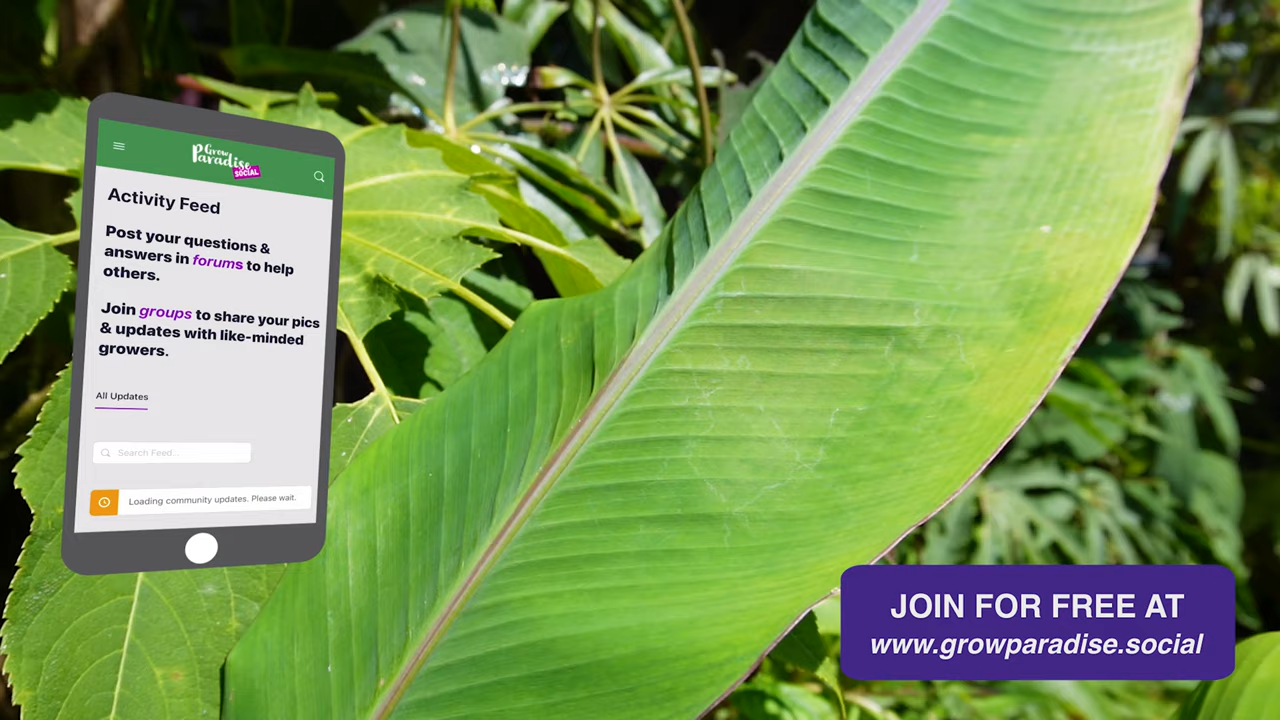 Grow
Paradise
SOCIAL
Activity Feed
Post your questions &
answers in forums to help
others.
Join groups to share your pics
& updates with like-minded
growers.
All Updates
Search Feed...
Loading community updates. Please wait.
JOIN FOR FREE AT
www.growparadise.social